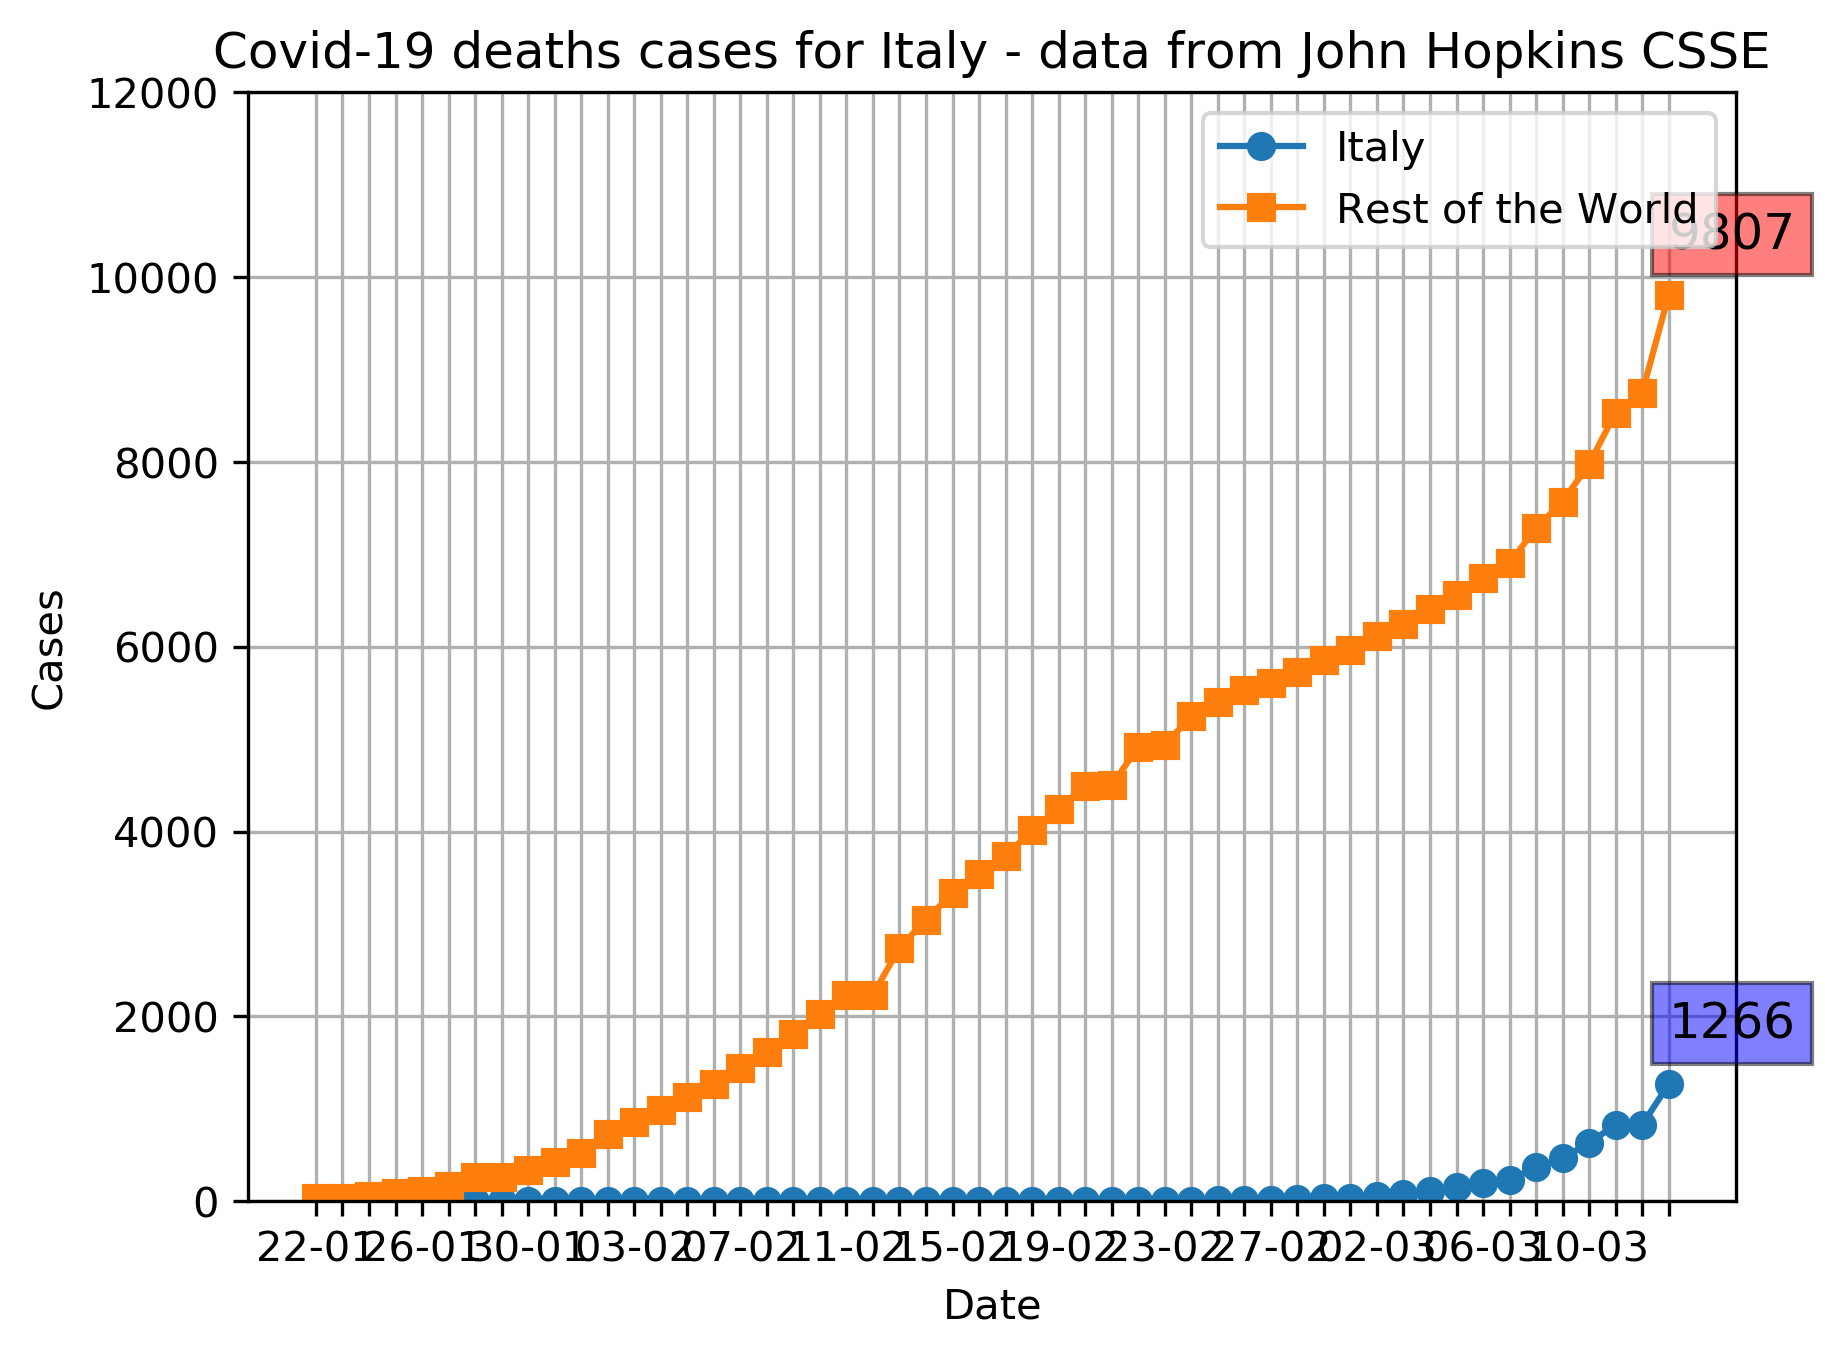 Covid-19 deaths cases for Italy - data from John Hopkins CSSE
12000
10000
8000
6000
4000
2000
0
Cases
Italy
Rest of the World
9807
1266
22-01 26-01 30-01 03-02 07-02 11-02 15-02 19-02 23-02 27-02 02-03 06-03 10-03
Date